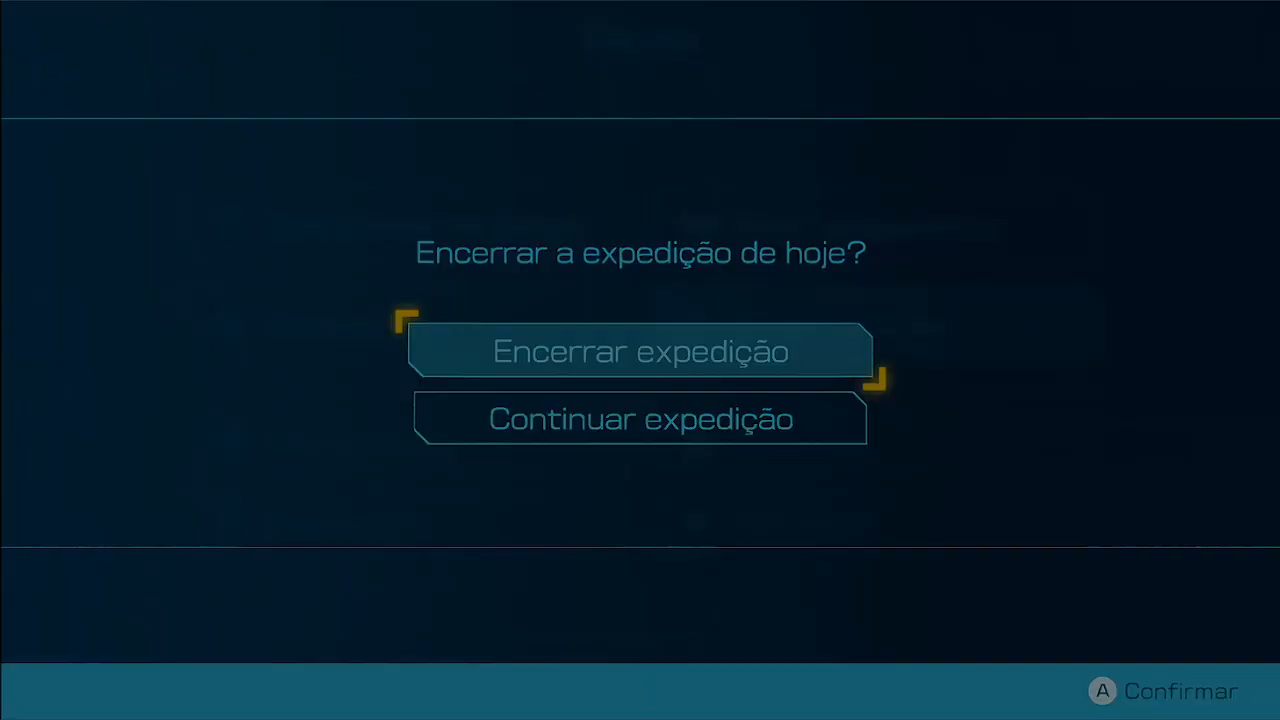 Encerrar a expedição de hoje?
Encerrar expedição
Continuar expedição
A Confirmar